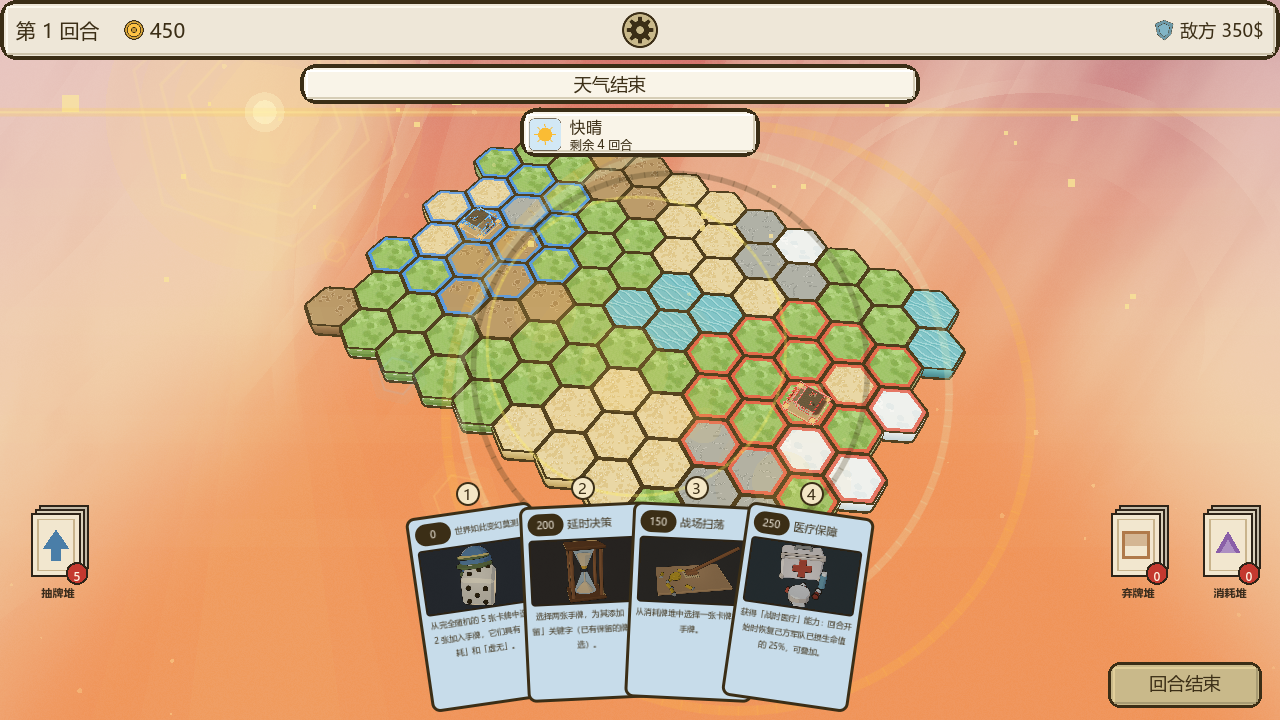 第 1 回合
450
敌方 350$
天气结束
快晴
剩余 4 回合
1
2
3
4
0
世界如此变幻莫测
从完全随机的 5 张卡牌中
2 张加入手牌，它们具有
耗」和「虚无」。
200 延时决策
选择两张手牌，为其添加
留」关键字（已有保留的
选）。
150 战场扫荡
从消耗牌堆中选择一张卡牌
手牌。
250 医疗保障
获得「战时医疗」能力：回合开
始时恢复己方军队已损生命值
的 25%，可叠加。
5
抽牌堆
0
弃牌堆
0
消耗堆
回合结束